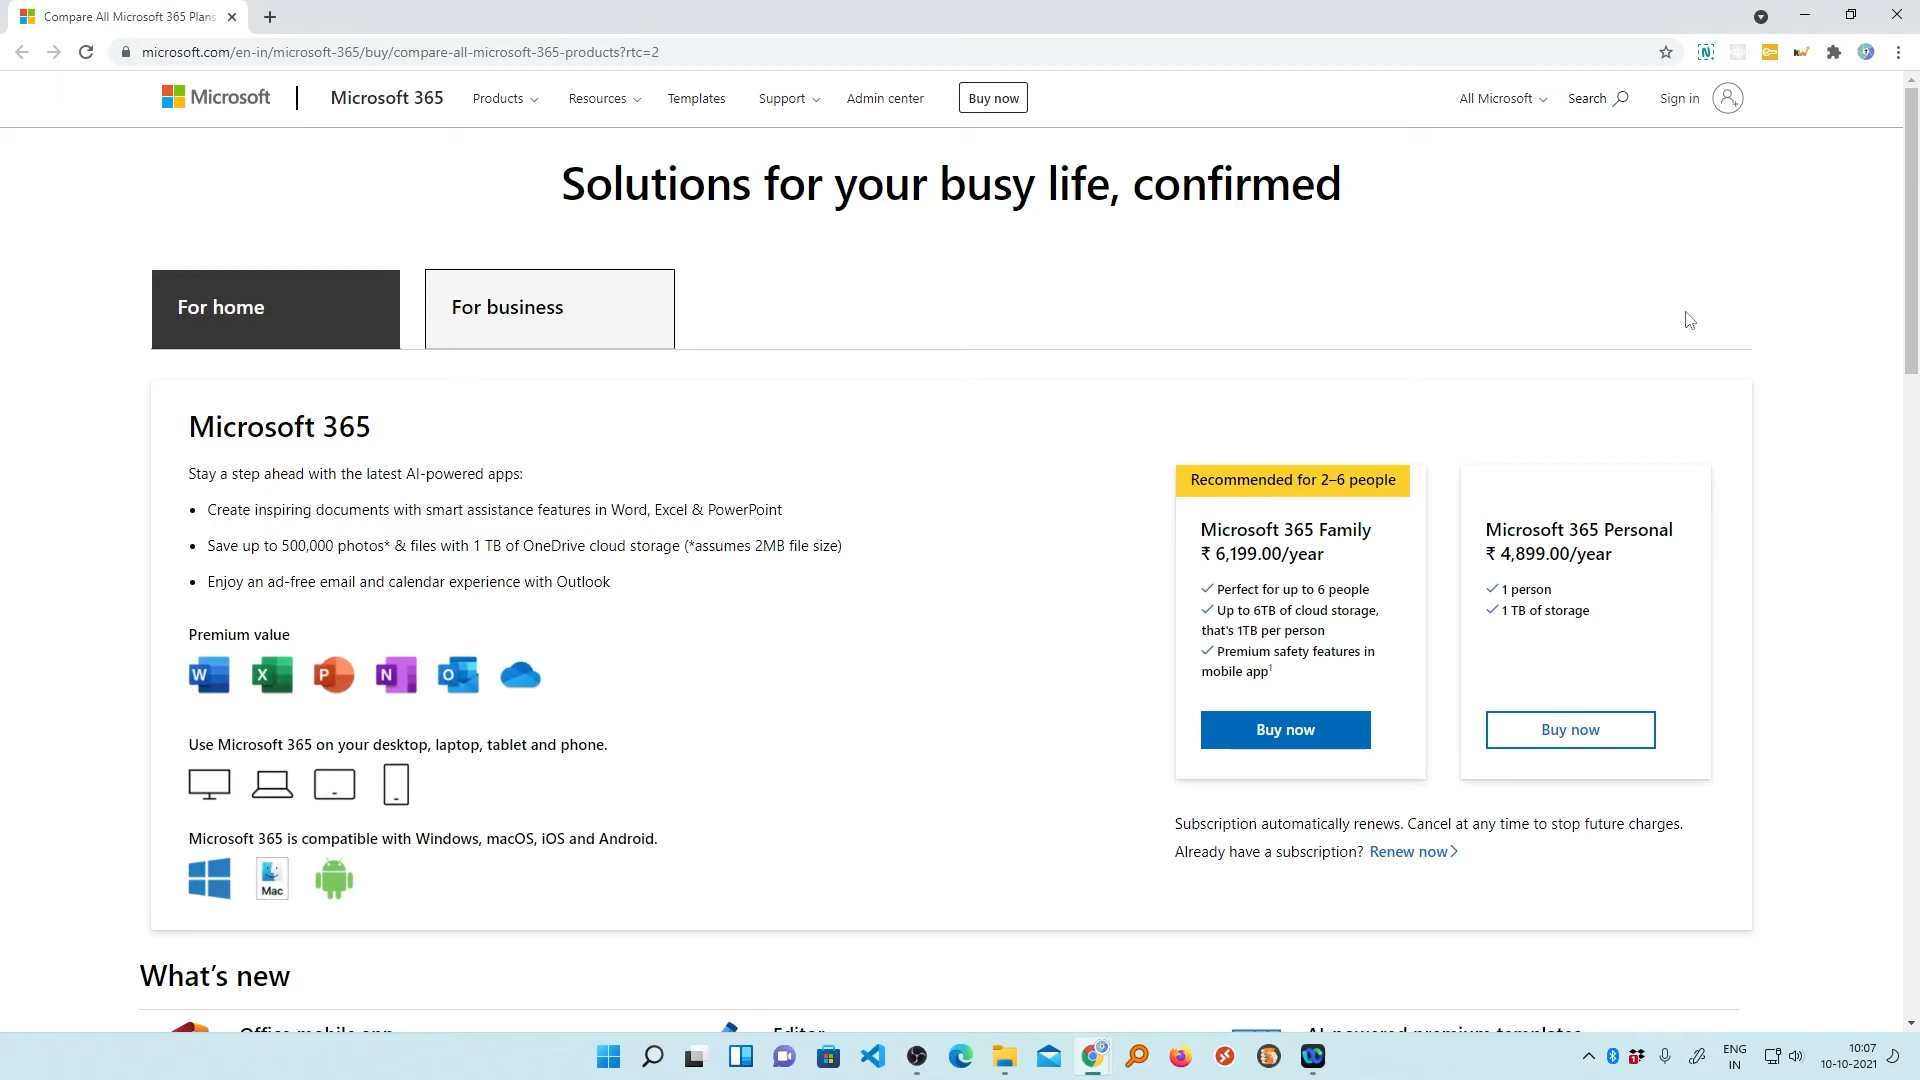 Compare All Microsoft 365 Plans
microsoft.com/en-in/microsoft-365/buy/compare-all-microsoft-365-products?rtc=2
Microsoft
Microsoft 365
Products
Resources
Templates
Support
Admin center
Buy now
All Microsoft
Search
Sign in
Solutions for your busy life, confirmed
For home
For business
Microsoft 365
Stay a step ahead with the latest AI-powered apps:
• Create inspiring documents with smart assistance features in Word, Excel & PowerPoint
• Save up to 500,000 photos* & files with 1 TB of OneDrive cloud storage (*assumes 2MB file size)
• Enjoy an ad-free email and calendar experience with Outlook
Premium value
W X P N O
Use Microsoft 365 on your desktop, laptop, tablet and phone.
Microsoft 365 is compatible with Windows, macOS, iOS and Android.
Mac
Recommended for 2–6 people
Microsoft 365 Family
₹ 6,199.00/year
Perfect for up to 6 people
Up to 6TB of cloud storage,
that's 1TB per person
Premium safety features in
mobile app¹
Buy now
Microsoft 365 Personal
₹ 4,899.00/year
1 person
1 TB of storage
Buy now
Subscription automatically renews. Cancel at any time to stop future charges.
Already have a subscription? Renew now
What's new
Office mobile app
Editor
AI-powered premium templates
ENG
IN
10:07
10-10-2021